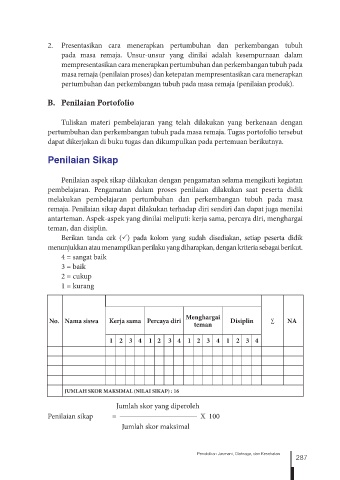 2. Presentasikan cara menerapkan pertumbuhan dan perkembangan tubuh
pada masa remaja. Unsur-unsur yang dinilai adalah kesempurnaan dalam
mempresentasikan cara menerapkan pertumbuhan dan perkembangan tubuh pada
masa remaja (penilaian proses) dan ketepatan mempresentasikan cara menerapkan
pertumbuhan dan perkembangan tubuh pada masa remaja (penilaian produk).
B. Penilaian Portofolio
Tuliskan materi pembelajaran yang telah dilakukan yang berkenaan dengan
pertumbuhan dan perkembangan tubuh pada masa remaja. Tugas portofolio tersebut
dapat dikerjakan di buku tugas dan dikumpulkan pada pertemuan berikutnya.
Penilaian Sikap
Penilaian aspek sikap dilakukan dengan pengamatan selama mengikuti kegiatan
pembelajaran. Pengamatan dalam proses penilaian dilakukan saat peserta didik
melakukan pembelajaran pertumbuhan dan perkembangan tubuh pada masa
remaja. Penilaian sikap dapat dilakukan terhadap diri sendiri dan dapat juga menilai
antarteman. Aspek-aspek yang dinilai meliputi: kerja sama, percaya diri, menghargai
teman, dan disiplin.
Berikan tanda cek (✓) pada kolom yang sudah disediakan, setiap peserta didik
menunjukkan atau menampilkan perilaku yang diharapkan, dengan kriteria sebagai berikut.
4 = sangat baik
3 = baik
2 = cukup
1 = kurang
No. Nama siswa Kerja sama Percaya diri Menghargai teman Disiplin ∑ NA
1 2 3 4 1 2 3 4 1 2 3 4 1 2 3 4
JUMLAH SKOR MAKSIMAL (NILAI SIKAP) : 16
Jumlah skor yang diperoleh
Penilaian sikap = ———————————— X 100
Jumlah skor maksimal
Pendidikan Jasmani, Olahraga, dan Kesehatan
287